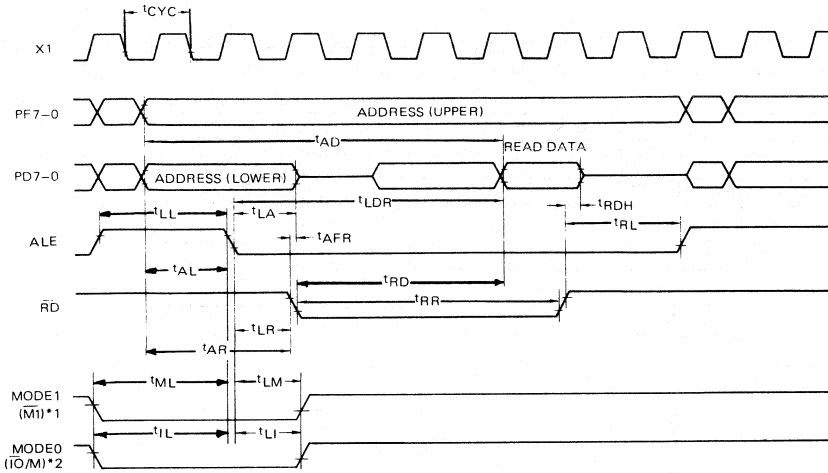 tCYC
X1
PF7-0
ADDRESS (UPPER)
tAD
READ DATA
PD7-0
ADDRESS (LOWER)
tLL
tLA
tLDR
tRDH
tRL
ALE
tAFR
tAL
tRD
RD
tRR
tLR
tAR
tML
tLM
MODE1
(M1)*1
tIL
tLI
MODE0
(IO/M)*2